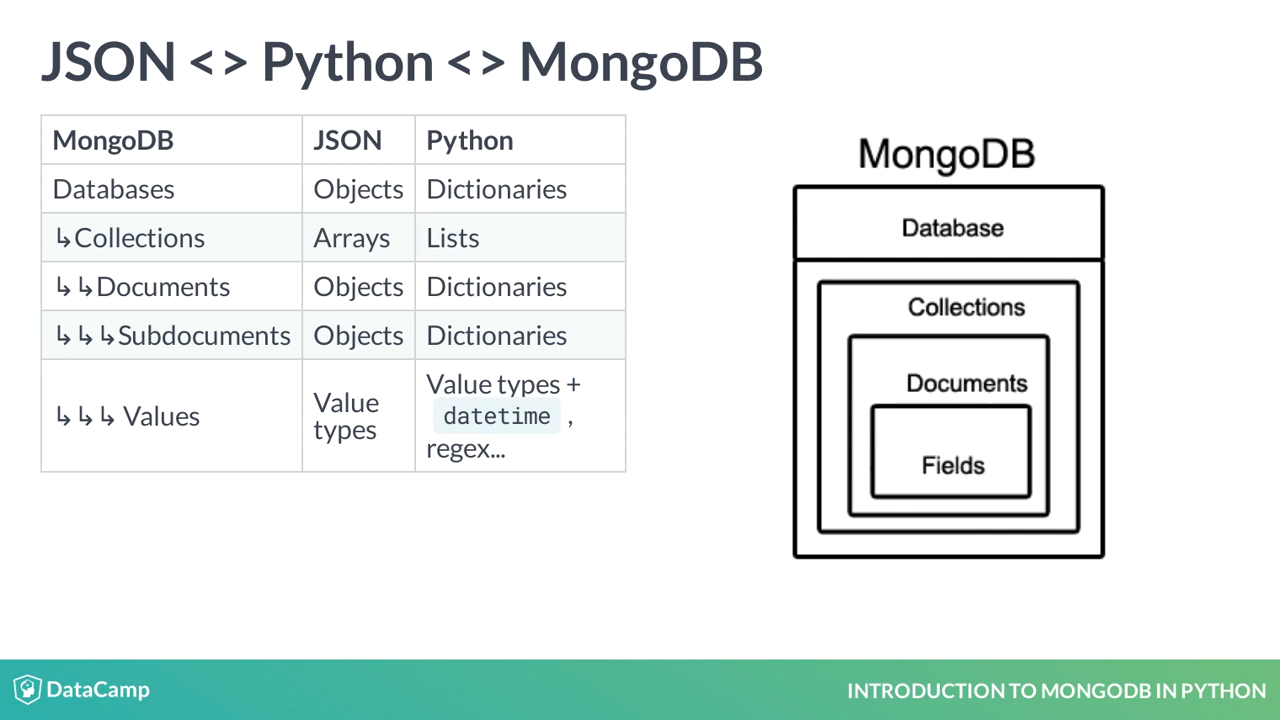 JSON <> Python <> MongoDB
MongoDB JSON Python
Databases Objects Dictionaries
↳Collections Arrays Lists
↳↳Documents Objects Dictionaries
↳↳↳Subdocuments Objects Dictionaries
↳↳↳ Values Value types Value types + datetime , regex...
MongoDB
Database
Collections
Documents
Fields
DataCamp
INTRODUCTION TO MONGODB IN PYTHON